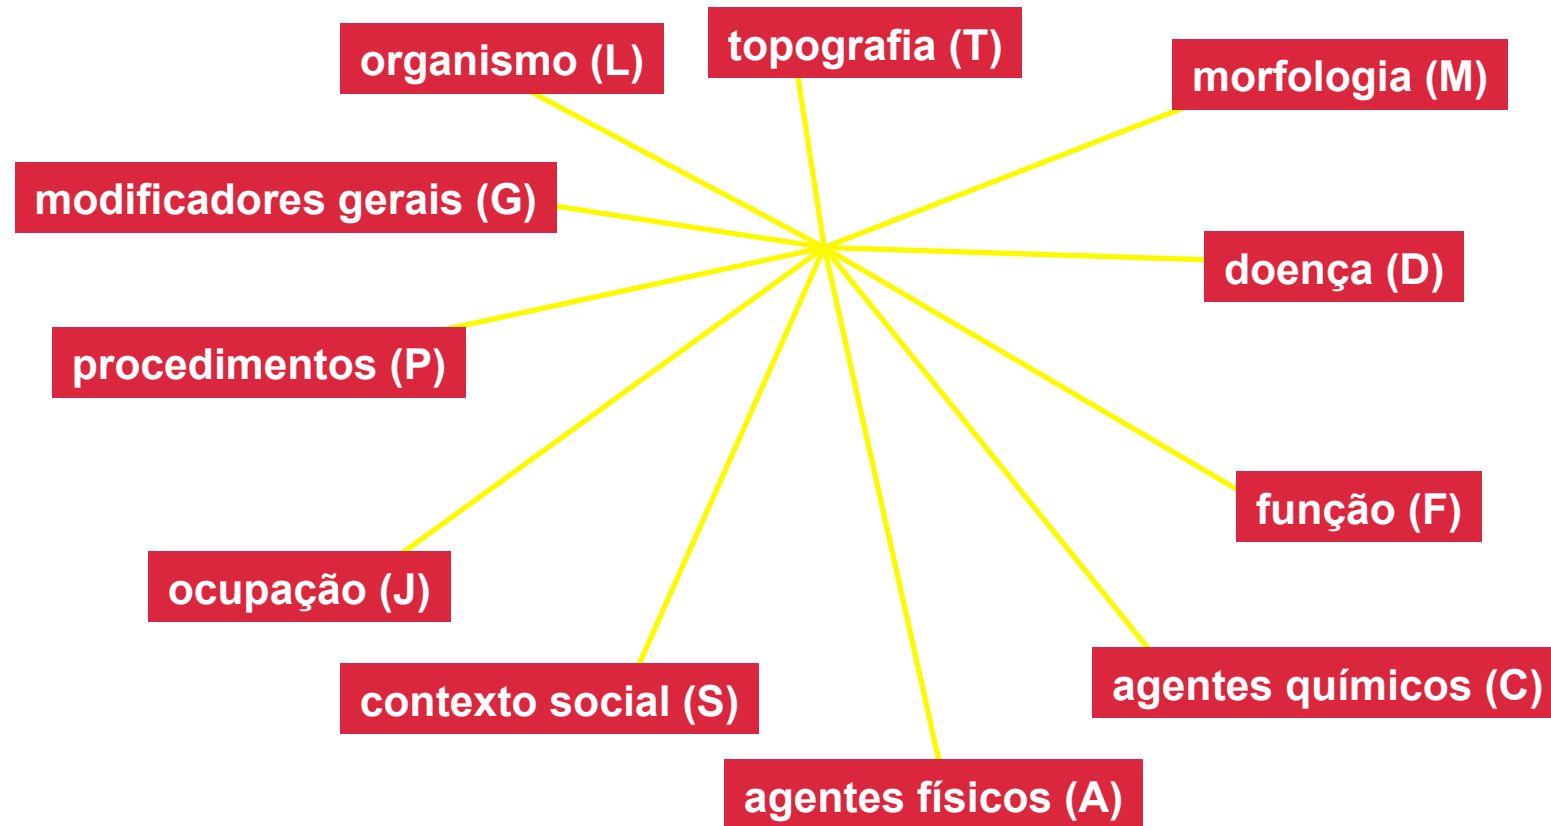 topografia (T)
organismo (L)
morfologia (M)
modificadores gerais (G)
doença (D)
procedimentos (P)
função (F)
ocupação (J)
agentes químicos (C)
contexto social (S)
agentes físicos (A)